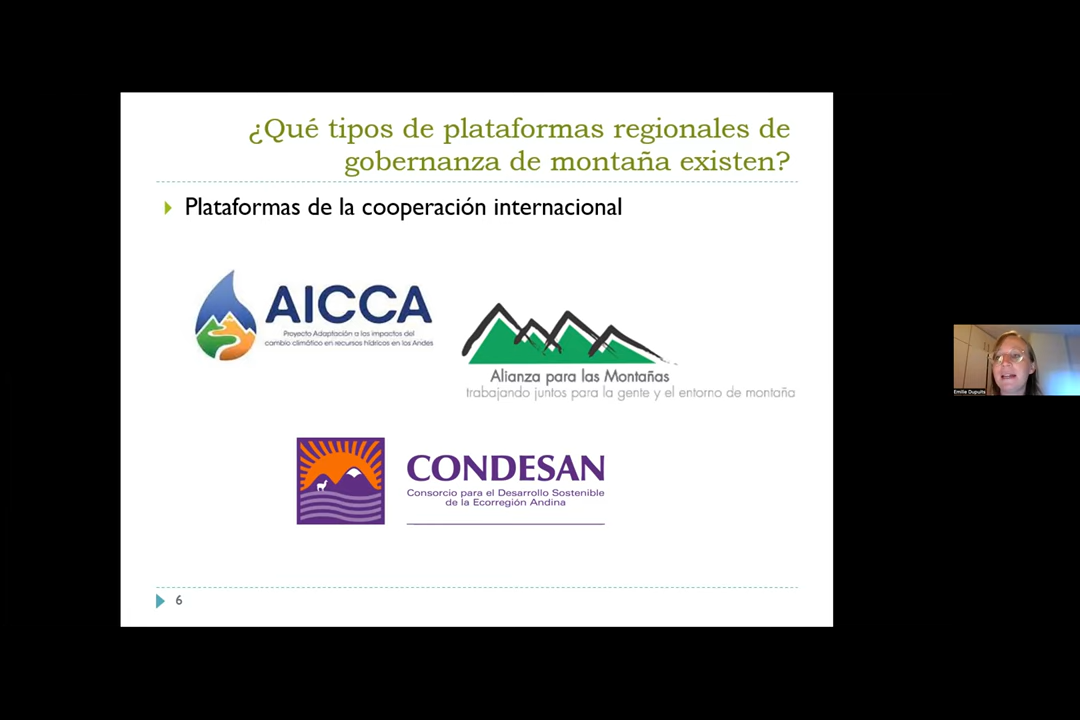 ¿Qué tipos de plataformas regionales de
gobernanza de montaña existen?
Plataformas de la cooperación internacional
AICCA
Proyecto Adaptación a los impactos del
cambio climático en recursos hídricos en los Andes
Alianza para las Montañas
trabajando juntos para la gente y el entorno de montaña
CONDESAN
Consorcio para el Desarrollo Sostenible
de la Ecorregión Andina
6
Emilie Dupuits